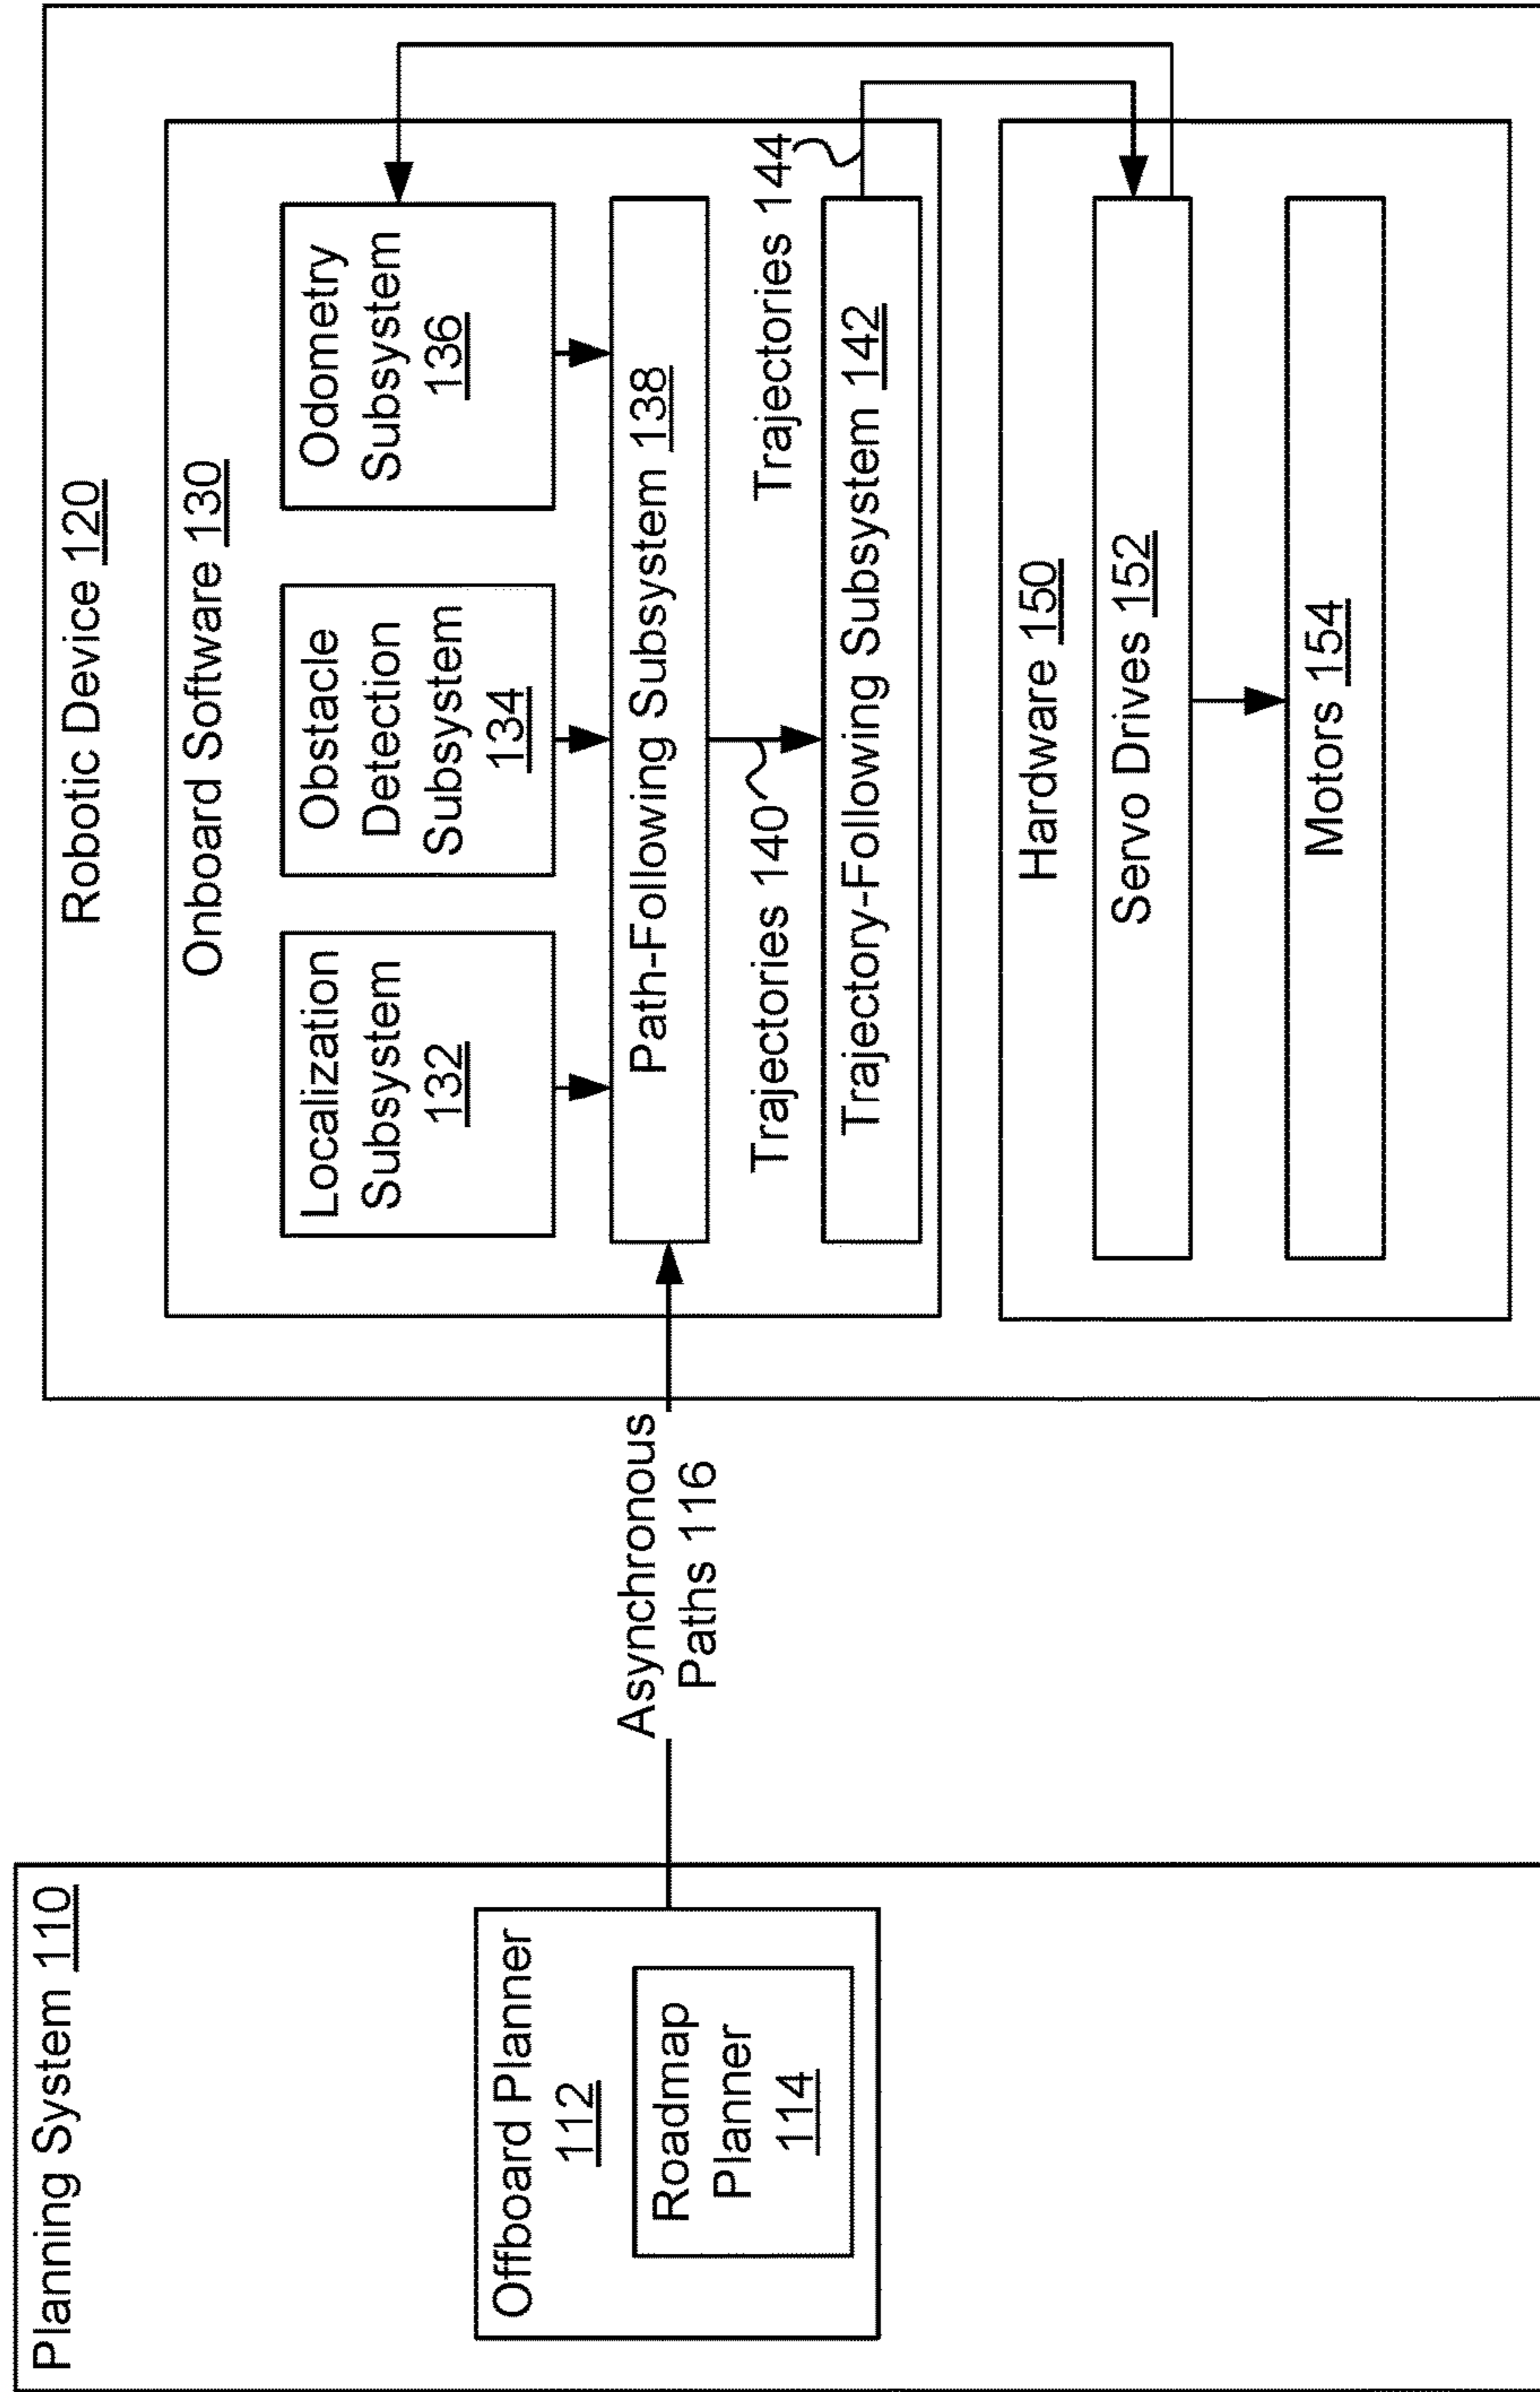 Planning System 110
Offboard Planner
112
Roadmap
Planner
114
Asynchronous
Paths 116
Robotic Device 120
Onboard Software 130
Localization
Subsystem
132
Obstacle
Detection
Subsystem
134
Odometry
Subsystem
136
Path-Following Subsystem 138
Trajectories 140
Trajectories 144
Trajectory-Following Subsystem 142
Hardware 150
Servo Drives 152
Motors 154